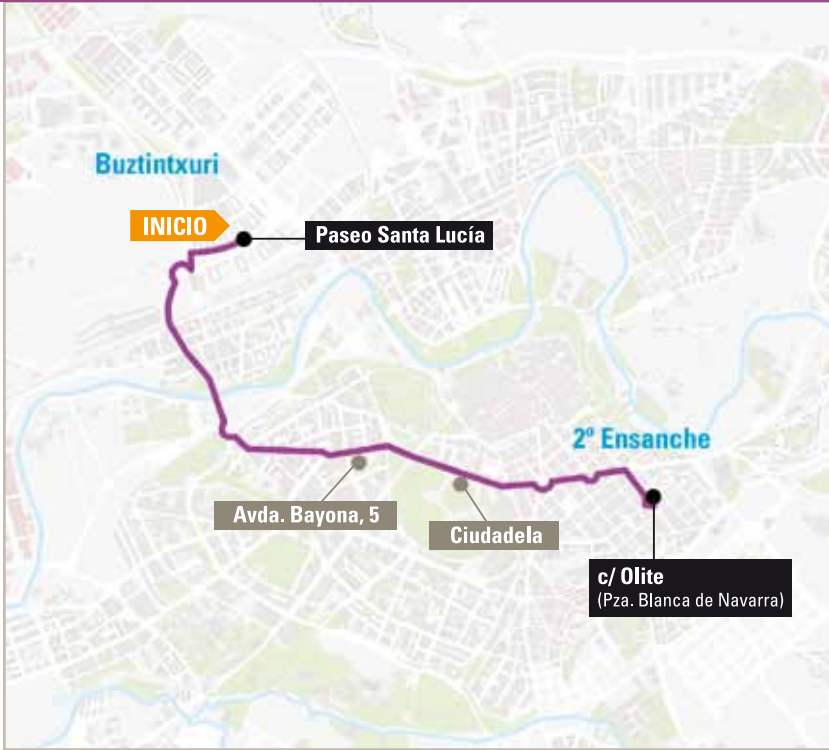 Buztintxuri
INICIO
Paseo Santa Lucía
2º Ensanche
Avda. Bayona, 5
Ciudadela
c/ Olite
(Pza. Blanca de Navarra)